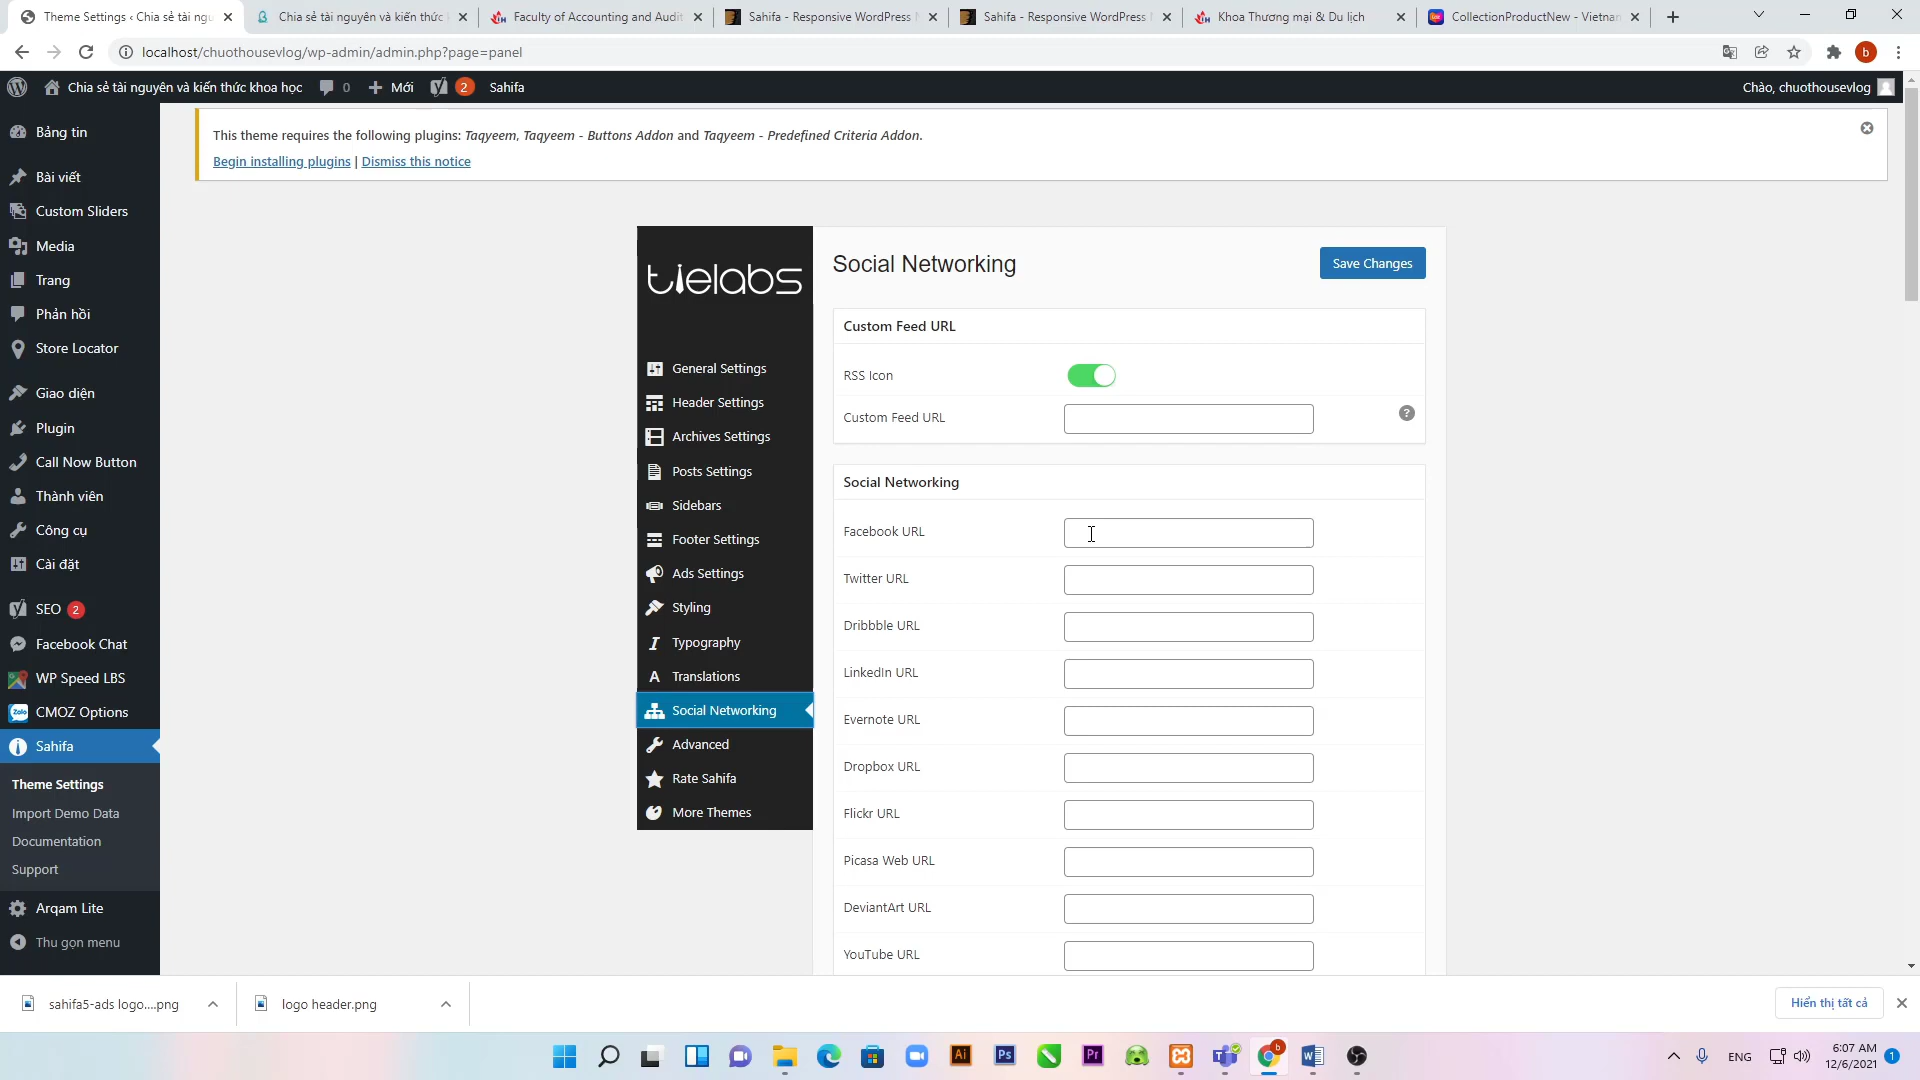 Theme Settings ‹ Chia sẻ tài ngu
Chia sẻ tài nguyên và kiến thức
Faculty of Accounting and Audit
Sahifa - Responsive WordPress
Sahifa - Responsive WordPress
Khoa Thương mại & Du lịch
CollectionProductNew - Vietnam
localhost/chuothousevlog/wp-admin/admin.php?page=panel
b
Chia sẻ tài nguyên và kiến thức khoa học
0
Mới
2
Sahifa
Chào, chuothousevlog
This theme requires the following plugins: Taqyeem, Taqyeem - Buttons Addon and Taqyeem - Predefined Criteria Addon.
Begin installing plugins | Dismiss this notice
Bảng tin
Bài viết
Custom Sliders
Media
Trang
Phản hồi
Store Locator
Giao diện
Plugin
Call Now Button
Thành viên
Công cụ
Cài đặt
SEO 2
Facebook Chat
WP Speed LBS
Zalo
CMOZ Options
Sahifa
Theme Settings
Import Demo Data
Documentation
Support
Arqam Lite
Thu gọn menu
tielabs
General Settings
Header Settings
Archives Settings
Posts Settings
Sidebars
Footer Settings
Ads Settings
Styling
Typography
Translations
Social Networking
Advanced
Rate Sahifa
More Themes
Social Networking
Save Changes
Custom Feed URL
RSS Icon
Custom Feed URL
?
Social Networking
Facebook URL
Twitter URL
Dribbble URL
LinkedIn URL
Evernote URL
Dropbox URL
Flickr URL
Picasa Web URL
DeviantArt URL
YouTube URL
sahifa5-ads logo....png
logo header.png
Hiển thị tất cả
Ai
Ps
Pr
b
ENG
6:07 AM
12/6/2021
1